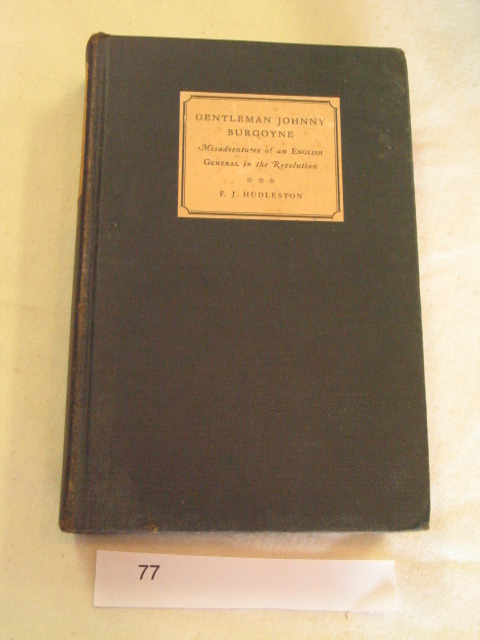 GENTLEMAN JOHNNY
BURGOYNE
Misadventures of an ENGLISH
GENERAL in the Revolution
☆ ☆ ☆
F. J. HUDLESTON
77